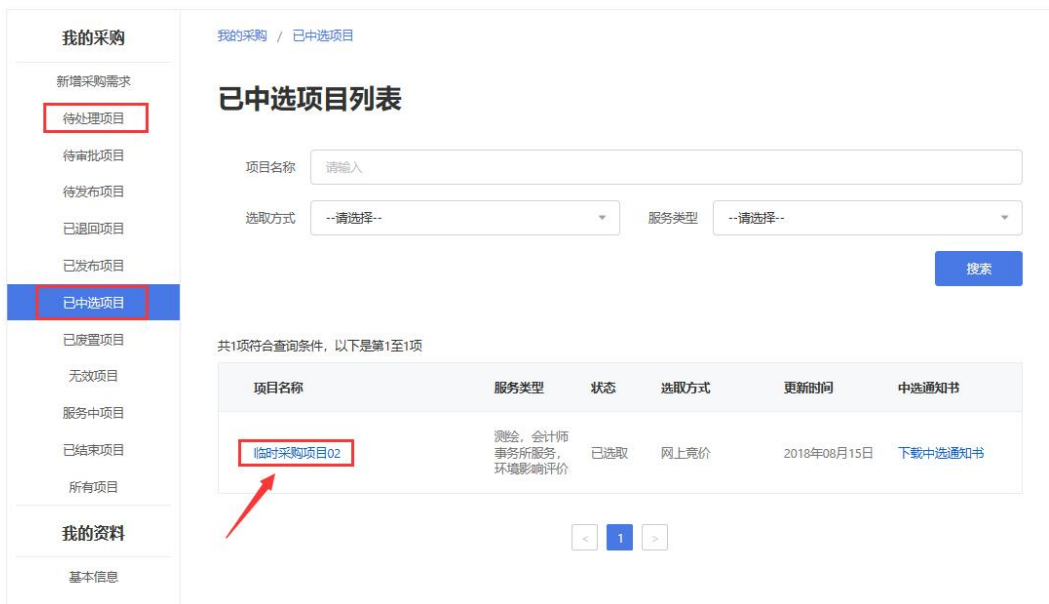 我的采购
新增采购需求
待处理项目
待审批项目
待发布项目
已退回项目
已发布项目
已中选项目
已废置项目
无效项目
服务中项目
已结束项目
所有项目
我的资料
基本信息
我的采购 / 已中选项目
已中选项目列表
项目名称 请输入
选取方式 --请选择-- 服务类型 --请选择--
搜索
共1项符合查询条件，以下是第1至1项
项目名称 服务类型 状态 选取方式 更新时间 中选通知书
临时采购项目02 测绘，会计师
事务所服务，
环境影响评价 已选取 网上竞价 2018年08月15日 下载中选通知书
< 1 >